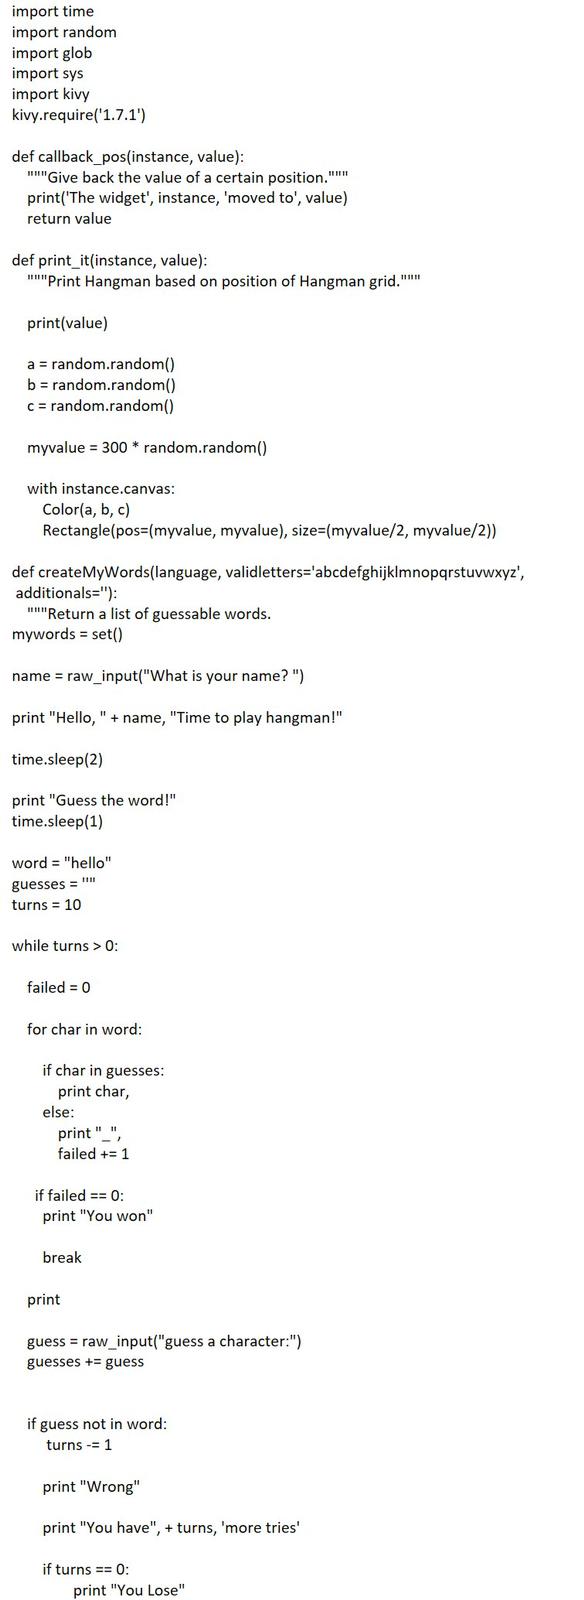 import time
import random
import glob
import sys
import kivy
kivy.require('1.7.1')
def callback_pos(instance, value):
"""Give back the value of a certain position."""
print('The widget', instance, 'moved to', value)
return value
def print_it(instance, value):
"""Print Hangman based on position of Hangman grid."""
print(value)
a = random.random()
b = random.random()
c = random.random()
myvalue = 300 * random.random()
with instance.canvas:
Color(a, b, c)
Rectangle(pos=(myvalue, myvalue), size=(myvalue/2, myvalue/2))
def createMyWords(language, validletters='abcdefghijklmnopqrstuvwxyz',
additionals=''):
"""Return a list of guessable words.
mywords = set()
name = raw_input("What is your name? ")
print "Hello, " + name, "Time to play hangman!"
time.sleep(2)
print "Guess the word!"
time.sleep(1)
word = "hello"
guesses = ""
turns = 10
while turns > 0:
failed = 0
for char in word:
if char in guesses:
print char,
else:
print "_",
failed += 1
if failed == 0:
print "You won"
break
print
guess = raw_input("guess a character:")
guesses += guess
if guess not in word:
turns -= 1
print "Wrong"
print "You have", + turns, 'more tries'
if turns == 0:
print "You Lose"